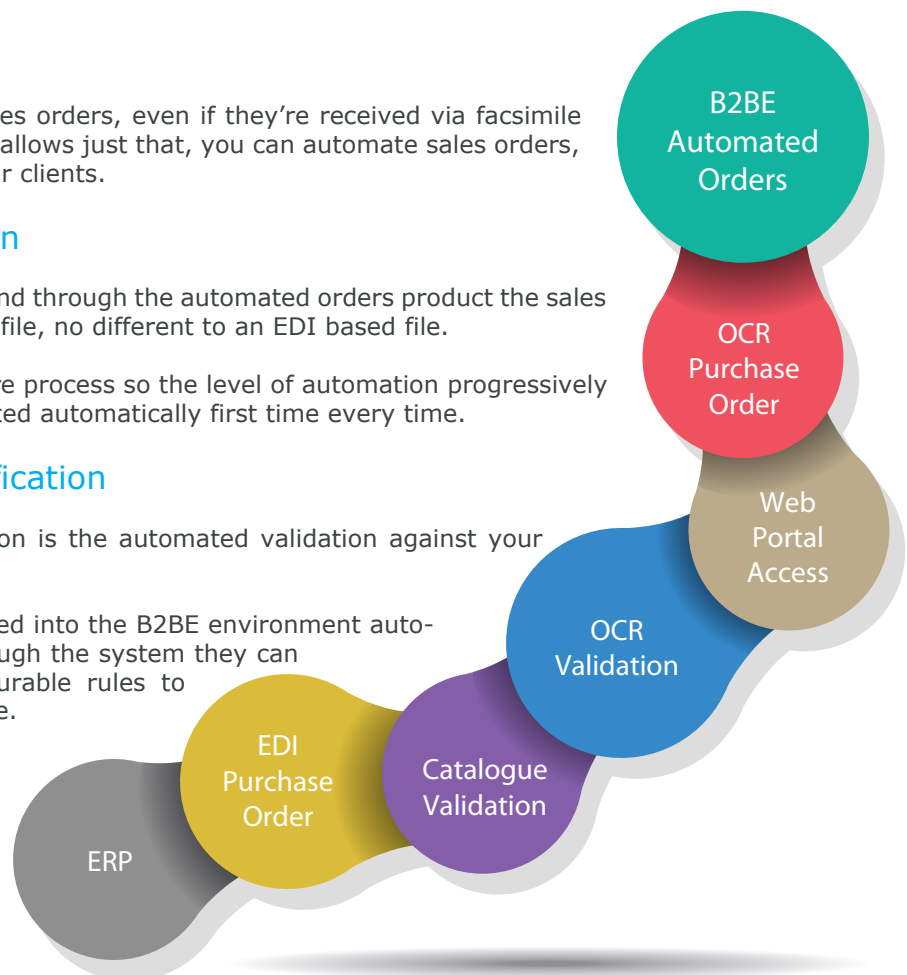 es orders, even if they're received via facsimile
allows just that, you can automate sales orders,
r clients.
n
nd through the automated orders product the sales
file, no different to an EDI based file.
re process so the level of automation progressively
ted automatically first time every time.
fication
on is the automated validation against your
ed into the B2BE environment auto-
ugh the system they can
urable rules to
e.
B2BE
Automated
Orders
OCR
Purchase
Order
Web
Portal
Access
OCR
Validation
Catalogue
Validation
EDI
Purchase
Order
ERP